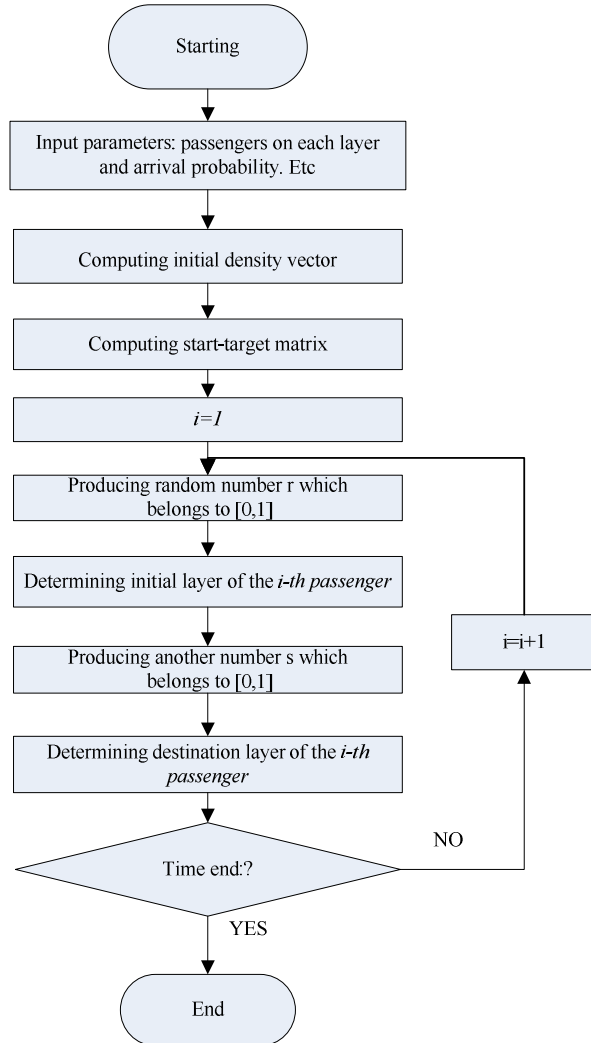 Starting
Input parameters: passengers on each layer
and arrival probability. Etc
Computing initial density vector
Computing start-target matrix
i=1
Producing random number r which
belongs to [0,1]
Determining initial layer of the i-th passenger
Producing another number s which
belongs to [0,1]
Determining destination layer of the i-th
passenger
Time end:?
NO
i=i+1
YES
End